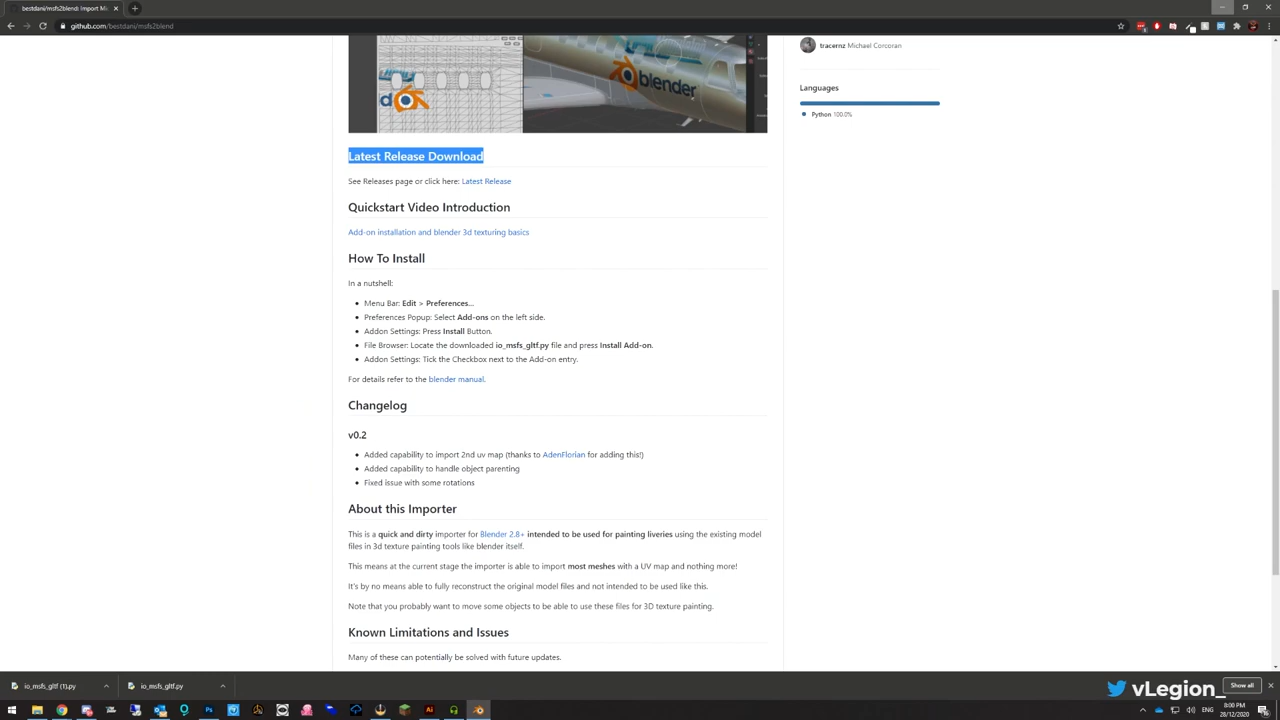 bestdani/msfs2blend: Import M
github.com/bestdani/msfs2blend
tracernz Michael Corcoran
Languages
Python 100.0%
blender
Latest Release Download
See Releases page or click here: Latest Release
Quickstart Video Introduction
Add-on installation and blender 3d texturing basics
How To Install
In a nutshell:
Menu Bar: Edit > Preferences...
Preferences Popup: Select Add-ons on the left side.
Addon Settings: Press Install Button.
File Browser: Locate the downloaded io_msfs_gltf.py file and press Install Add-on.
Addon Settings: Tick the Checkbox next to the Add-on entry.
For details refer to the blender manual.
Changelog
v0.2
Added capability to import 2nd uv map (thanks to AdenFlorian for adding this!)
Added capability to handle object parenting
Fixed issue with some rotations
About this Importer
This is a quick and dirty importer for Blender 2.8+ intended to be used for painting liveries using the existing model
files in 3d texture painting tools like blender itself.
This means at the current stage the importer is able to import most meshes with a UV map and nothing more!
It's by no means able to fully reconstruct the original model files and not intended to be used like this.
Note that you probably want to move some objects to be able to use these files for 3D texture painting.
Known Limitations and Issues
Many of these can potentially be solved with future updates.
io_msfs_gltf (1).py
io_msfs_gltf.py
vLegion_
Show all
ENG
8:00 PM
28/12/2020